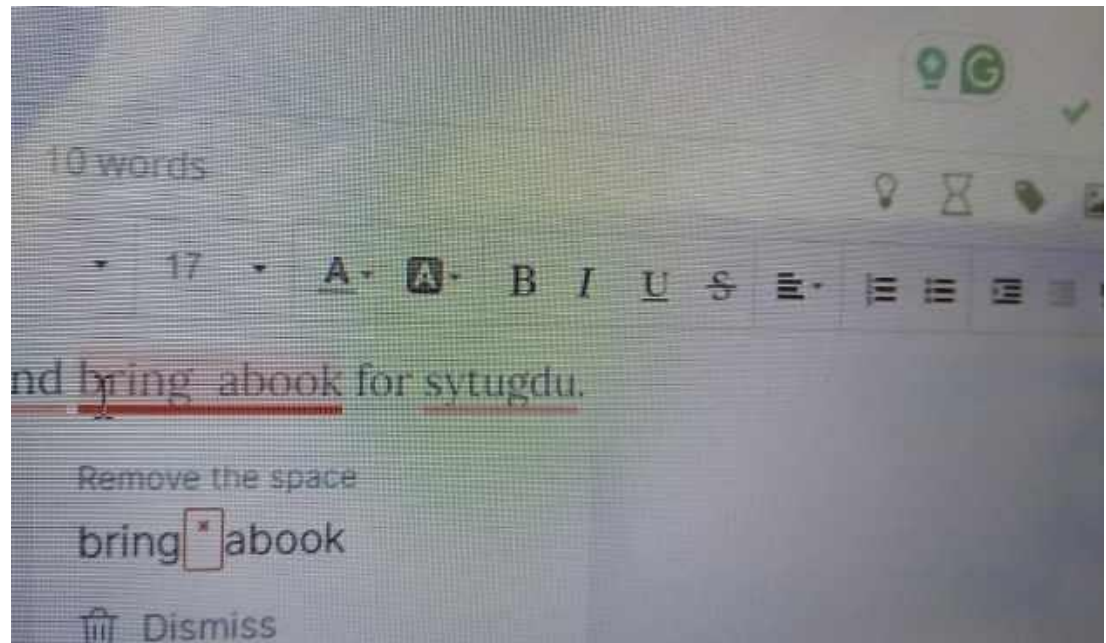 10 words
17 A A B I U S
nd bring  abook for sytugdu.
Remove the space
bring abook
Dismiss